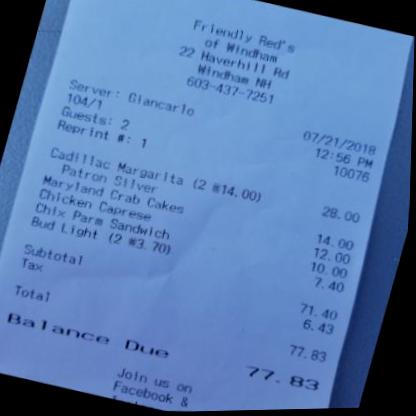 Friendly Red's
of Windham
22 Haverhill Rd
Windham NH
603-437-7251
Server: Giancarlo 07/21/2018
104/1 12:56 PM
Guests: 2 10076
Reprint #: 1
Cadillac Margarita (2 @14.00) 28.00
Patron Silver
Maryland Crab Cakes 14.00
Chicken Caprese 12.00
Chix Parm Sandwich 10.00
Bud Light (2 @3.70) 7.40
Subtotal 71.40
Tax 6.43
Total 77.83
Balance Due 77.83
Join us on
Facebook &